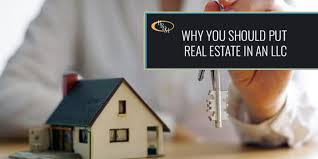 WHY YOU SHOULD PUT
REAL ESTATE IN AN LLC